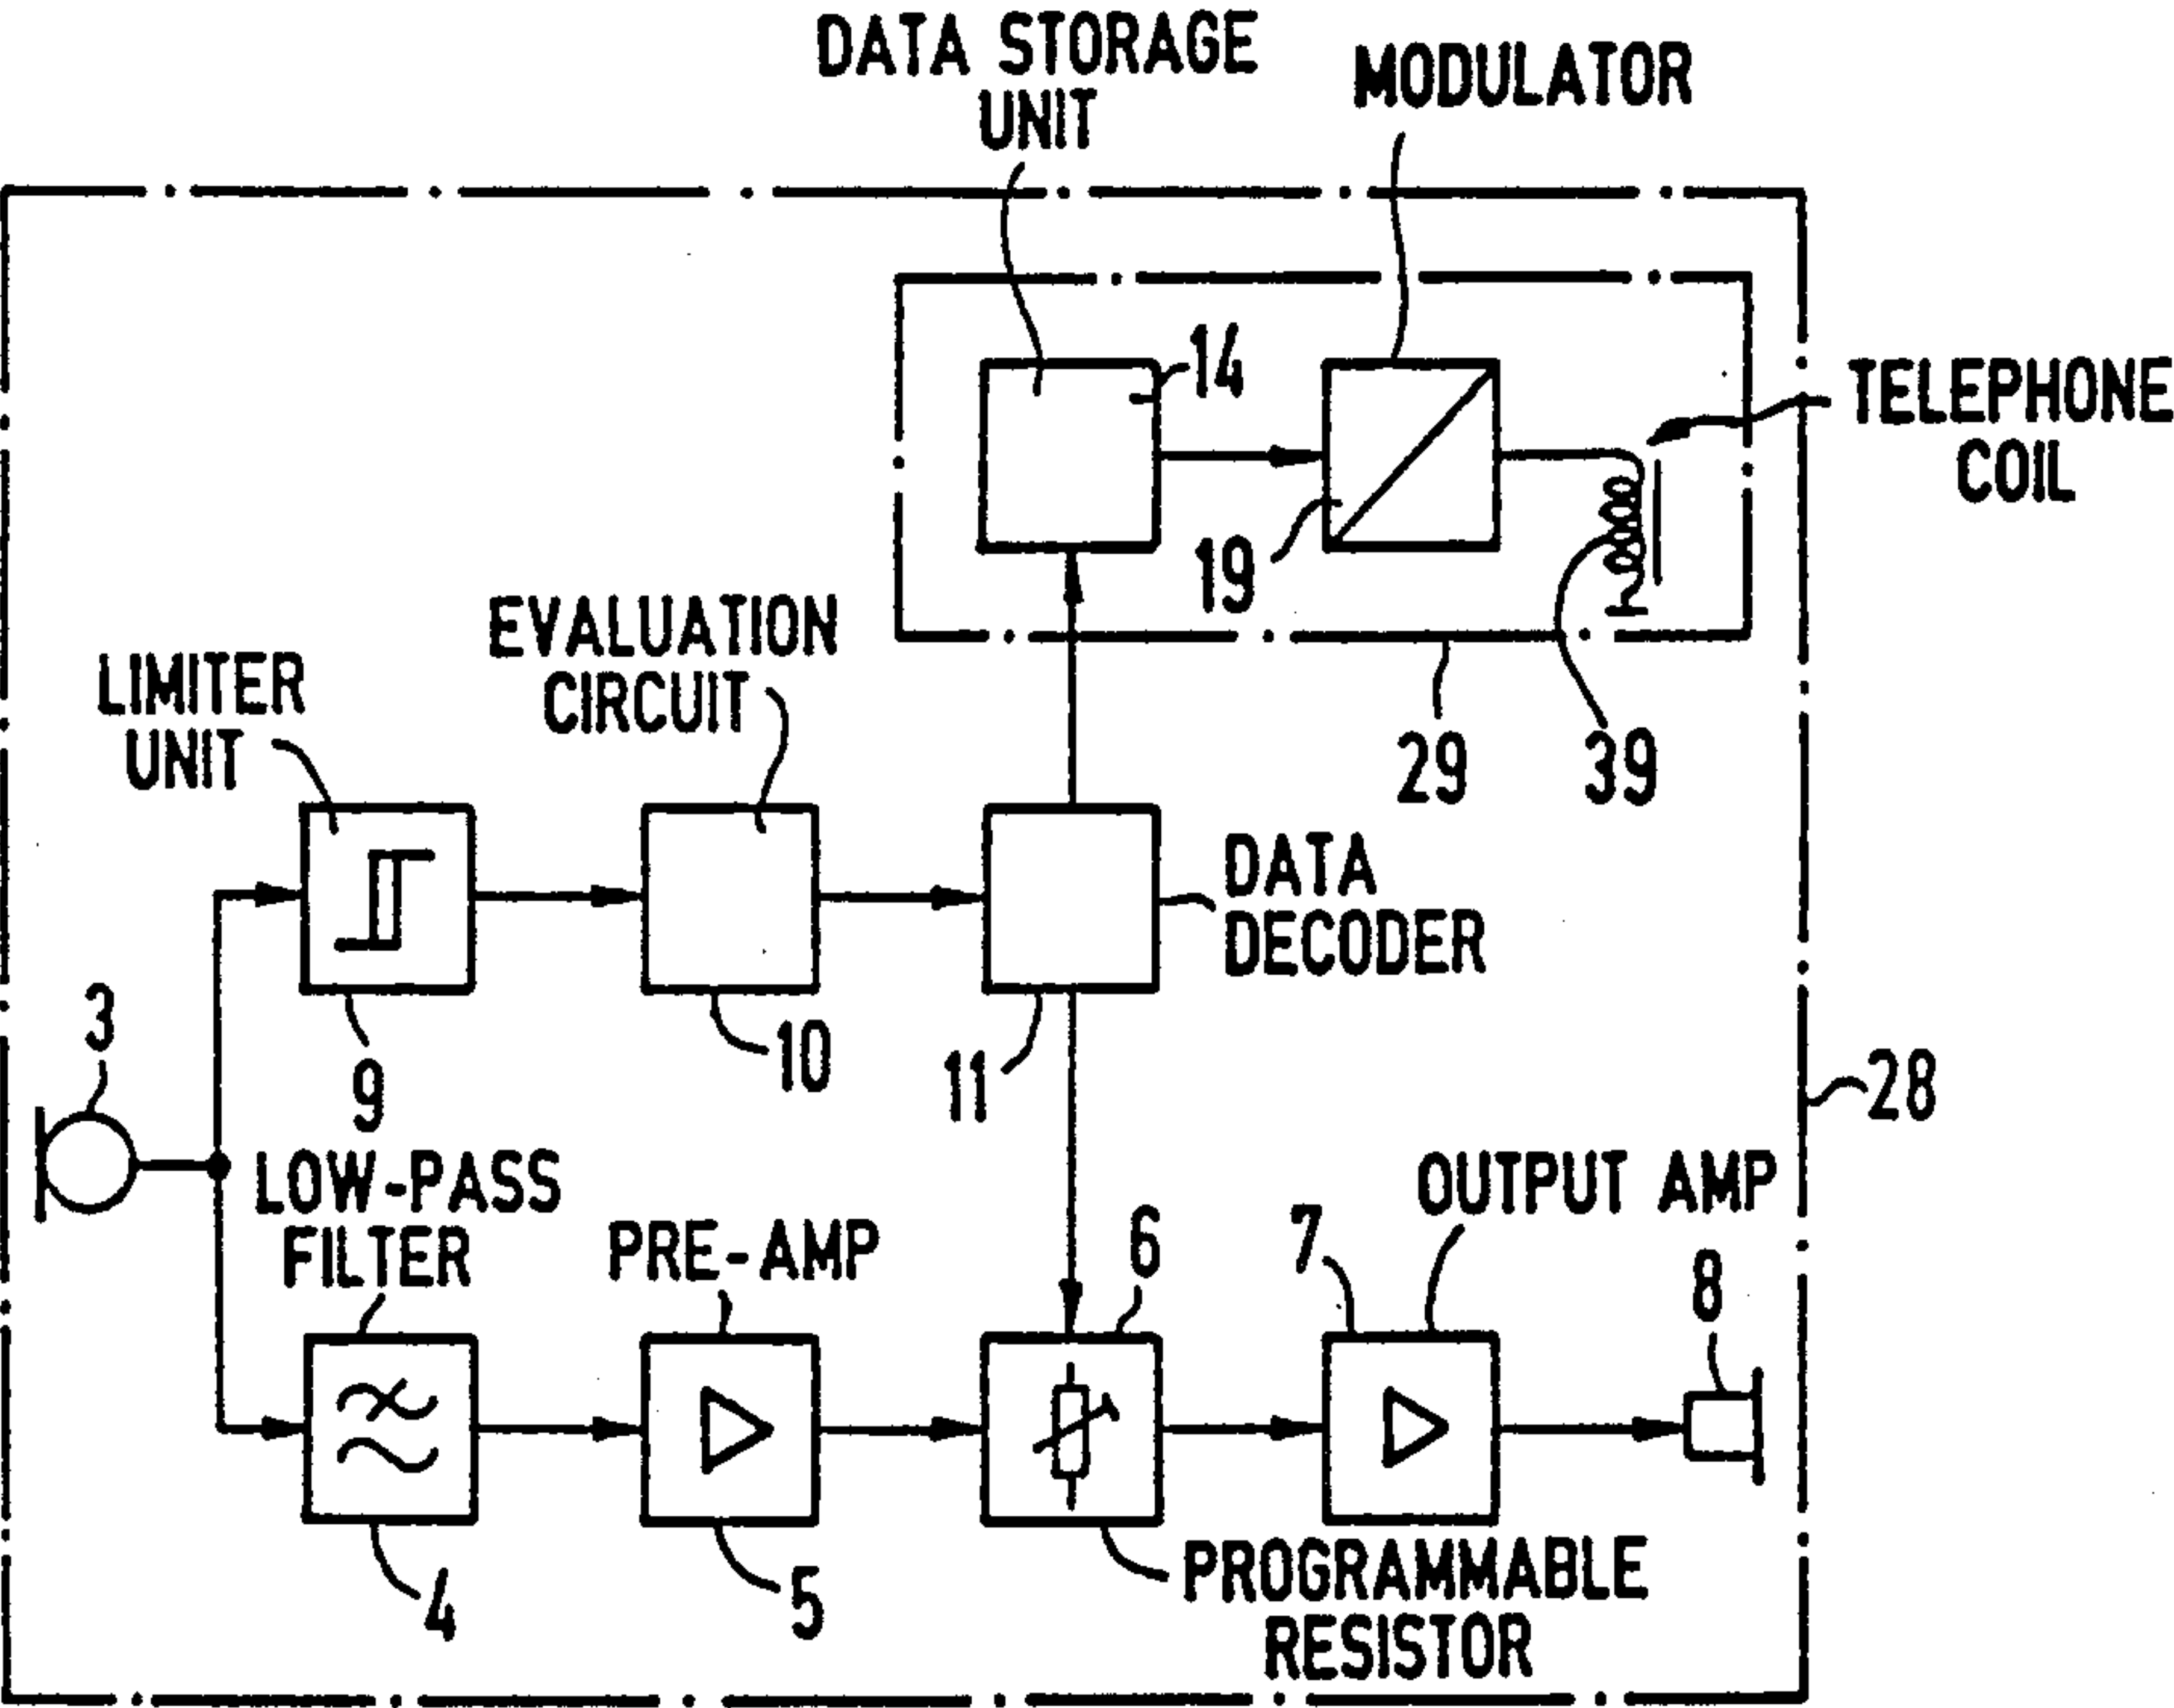 DATA STORAGE
UNIT
MODULATOR
14
TELEPHONE
COIL
19
EVALUATION
CIRCUIT
LIMITER
UNIT
29
39
DATA
DECODER
3
9
10
11
28
LOW-PASS
FILTER
PRE-AMP
6
7
OUTPUT AMP
8
4
5
PROGRAMMABLE
RESISTOR